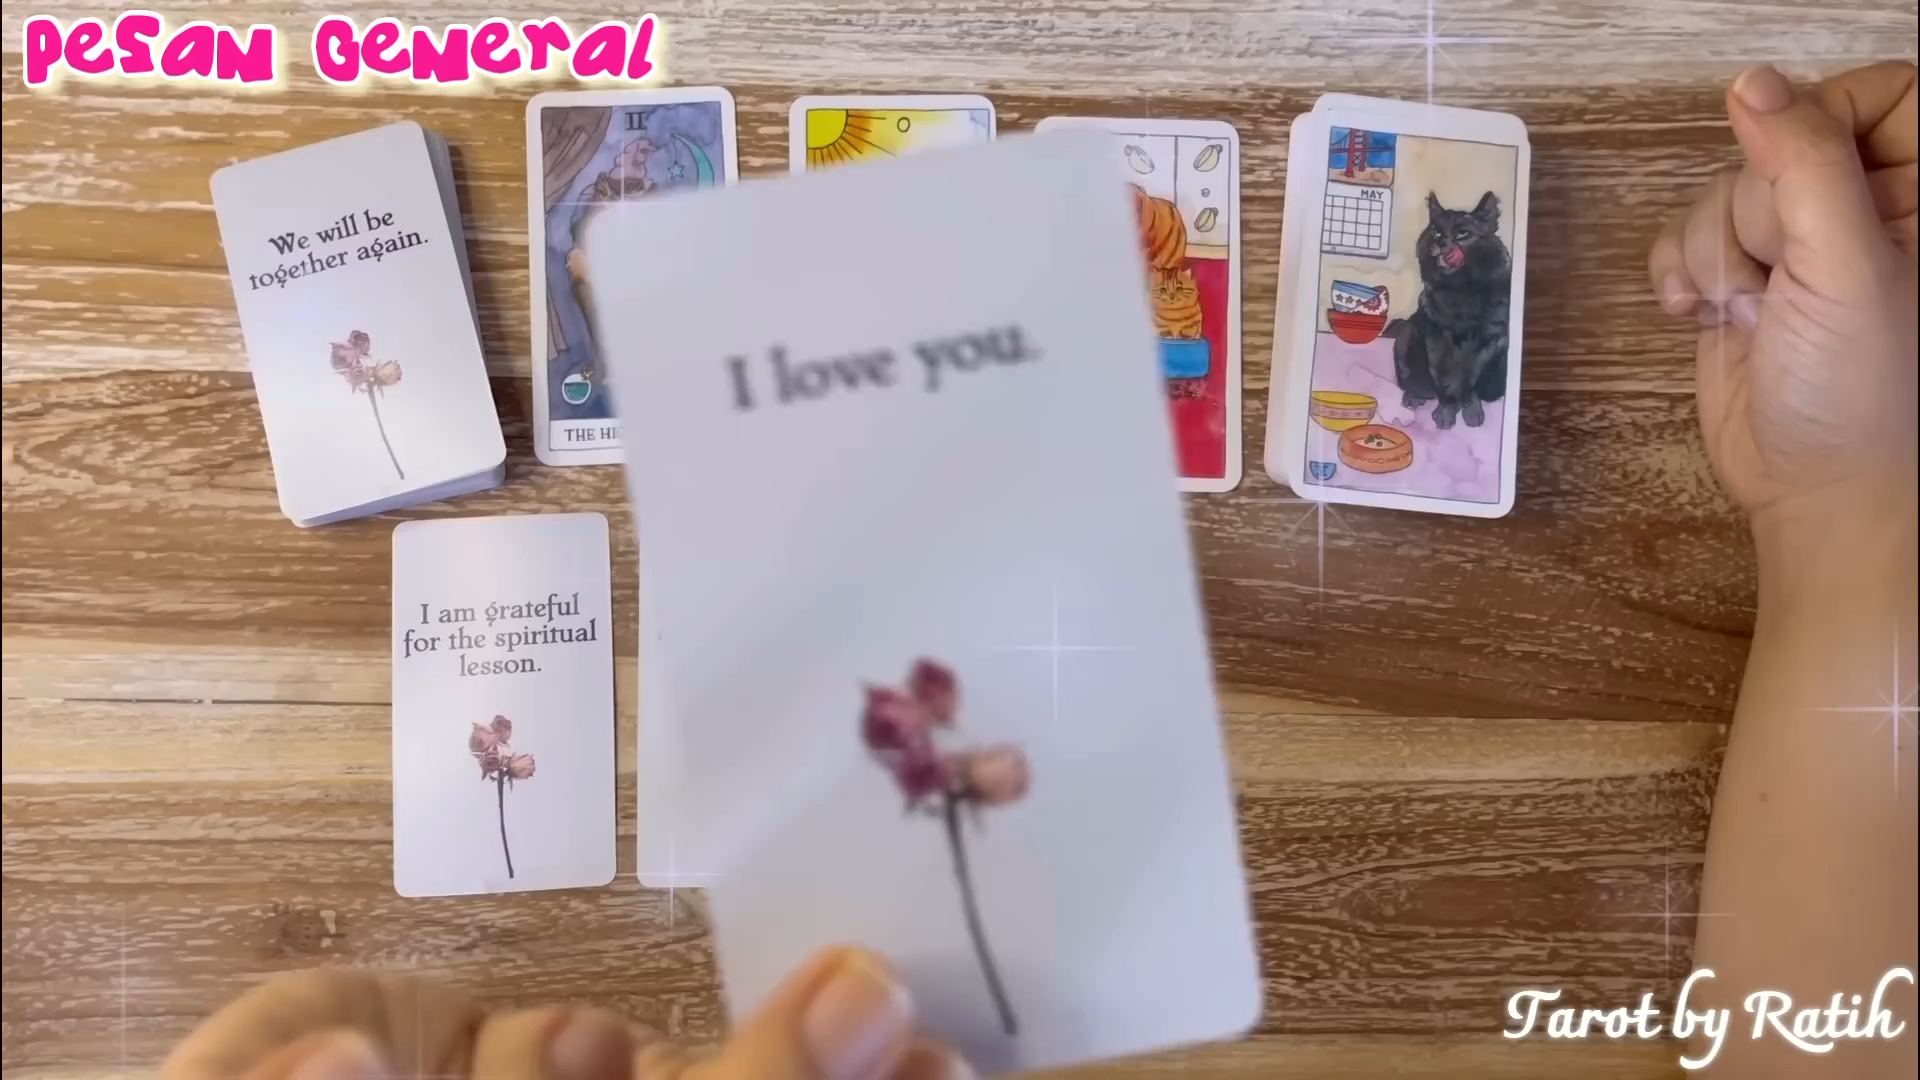 Pesan General
II
MAY
We will be
together again.
I love you.
THE HI
I am grateful
for the spiritual
lesson.
Tarot by Ratih